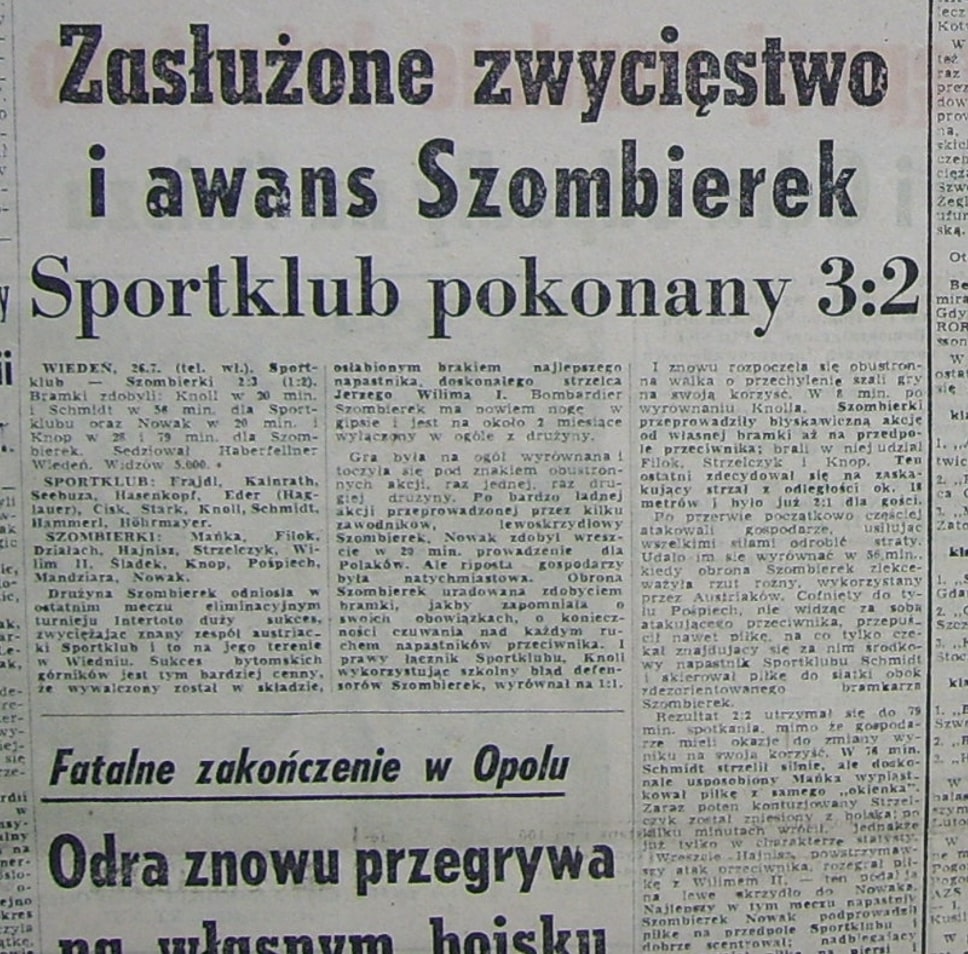 Zasłużone zwycięstwo
i awans Szombierek
Sportklub pokonany 3:2
WIEDEŃ, 26.7. (tel. wł.). Sport-
klub — Szombierki 2:3 (1:2).
Bramki zdobyli: Knoll w 20 min.
i Schmidt w 56 min. dla Sport-
klubu oraz Nowak w 20 min. i
Knop w 28 i 79 min. dla Szom-
bierek. Sędziował Haberfellner
Wiedeń. Widzów 5.000.
SPORTKLUB: Frajdl, Kainrath,
Seebuza, Hasenkopf, Eder (Hag-
lauer), Cisk, Stark, Knoll, Schmidt,
Hammerl, Höhrmayer.
SZOMBIERKI: Mańka, Filok,
Działach, Hajnisz, Strzelczyk, Wi-
lim II, Śladek, Knop, Pośpiech,
Mandziara, Nowak.
Drużyna Szombierek odniosła w
ostatnim meczu eliminacyjnym
turnieju Intertoto duży sukces,
zwyciężając znany zespół austriac-
ki Sportklub i to na jego terenie
w Wiedniu. Sukces bytomskich
górników jest tym bardziej cenny,
że wywalczony został w składzie,
osłabionym brakiem najlepszego
napastnika, doskonałego strzelca
Jerzego Wilima I. Bombardier
Szombierek ma bowiem nogę w
gipsie i jest na około 2 miesiące
wyłączony w ogóle z drużyny.
Gra była na ogół wyrównana i
toczyła się pod znakiem obustron-
nych akcji, raz jednej, raz dru-
giej drużyny. Po bardzo ładnej
akcji przeprowadzonej przez kilku
zawodników, lewoskrzydłowy
Szombierek, Nowak zdobył wresz-
cie w 20 min. prowadzenie dla
Polaków. Ale riposta gospodarzy
była natychmiastowa. Obrona
Szombierek uradowana zdobyciem
bramki, jakby zapomniała o
swoich obowiązkach, o koniecz-
ności czuwania nad każdym ru-
chem napastników przeciwnika. I
prawy łącznik Sportklubu, Knoll
wykorzystując szkolny błąd defen-
sorów Szombierek, wyrównał na 1:1.
I znowu rozpoczęła się obustron-
na walka o przechylenie szali gry
na swoją korzyść. W 8 min. po
wyrównaniu Knolla, Szombierki
przeprowadziły błyskawiczną akcję
od własnej bramki aż na przedpo-
le przeciwnika; brali w niej udział
Filok, Strzelczyk i Knop. Ten
ostatni zdecydował się na zaska-
kujący strzał z odległości ok. 18
metrów i było już 2:1 dla gości.
Po przerwie początkowo częściej
atakowali gospodarze usiłując
wszelkimi siłami odrobić straty.
Udało im się wyrównać w 56 min.,
kiedy obrona Szombierek zlekce-
ważyła rzut rożny, wykorzystany
przez Austriaków. Cofnięty do ty-
łu Pośpiech, nie widząc za sobą
atakującego przeciwnika, przepuś-
cił nawet piłkę, na co tylko cze-
kał znajdujący się za nim środko-
wy napastnik Sportklubu Schmidt
i skierował piłkę do siatki obok
zdezorientowanego bramkarza
Szombierek.
Rezultat 2:2 utrzymał się do 79
min. spotkania, mimo że gospoda-
rze mieli okazje do zmiany wy-
niku na swoją korzyść. W 76 min.
Schmidt strzelił silnie, ale dosko-
nale usposobiony Mańka wypiąst-
kował piłkę z samego „okienka”.
Zaraz potem kontuzjowany Strzel-
czyk został zniesiony z boiska; po
kilku minutach wrócił, jednakże
już tylko w charakterze statysty.
Wreszcie Hajnisz, powstrzymaw-
szy atak przeciwnika, rozegrał pił-
kę z Wilimem II — ten podał ją
na lewe skrzydło do Nowaka.
Najlepszy w tym meczu napastnik
Szombierek Nowak podprowadził
piłkę na przedpole Sportklubu i
dobrze scentrował; nadbiegający
Fatalne zakończenie w Opolu
Odra znowu przegrywa
na własnym boisku